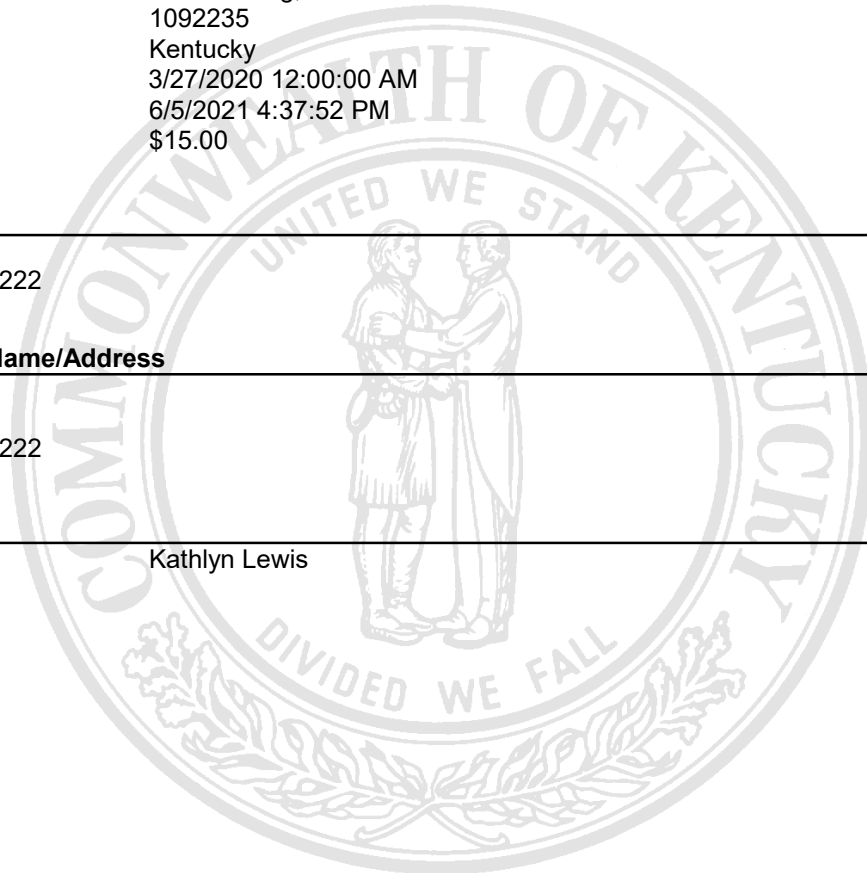 1092235
Kentucky
3/27/2020 12:00:00 AM
6/5/2021 4:37:52 PM
$15.00
COMMONWEALTH OF KENTUCKY
UNITED WE STAND
222
Name/Address
222
Kathlyn Lewis
DIVIDED WE FALL